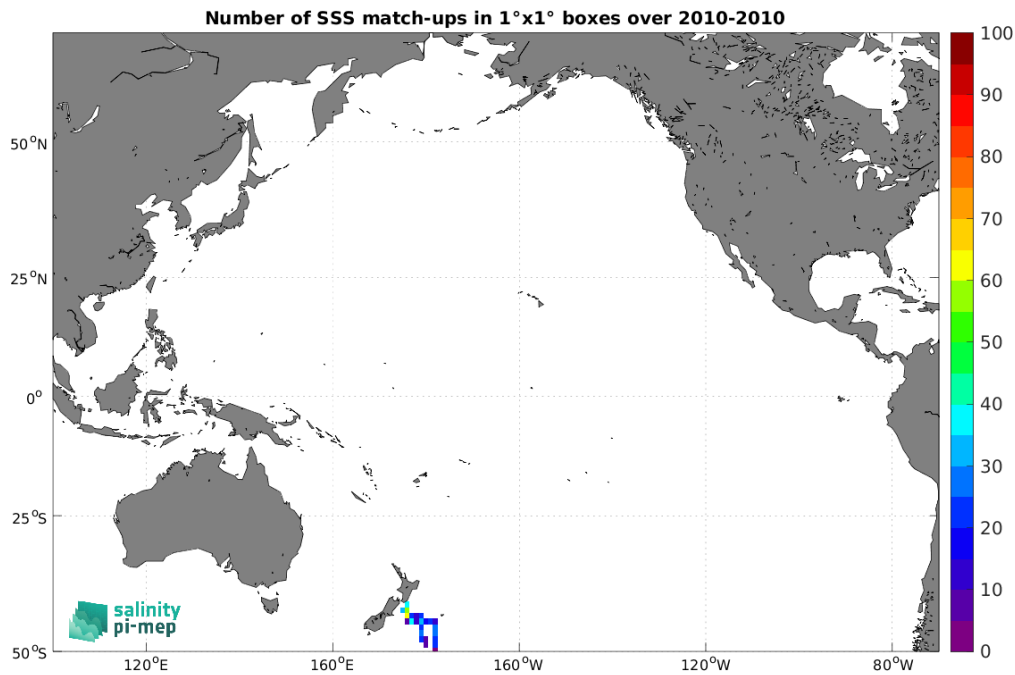 Number of SSS match-ups in 1°x1° boxes over 2010-2010
100
90
80
70
60
50
40
30
20
10
0
50°N
25°N
0°
25°S
50°S
120°E
160°E
160°W
120°W
80°W
salinity
pi-mep